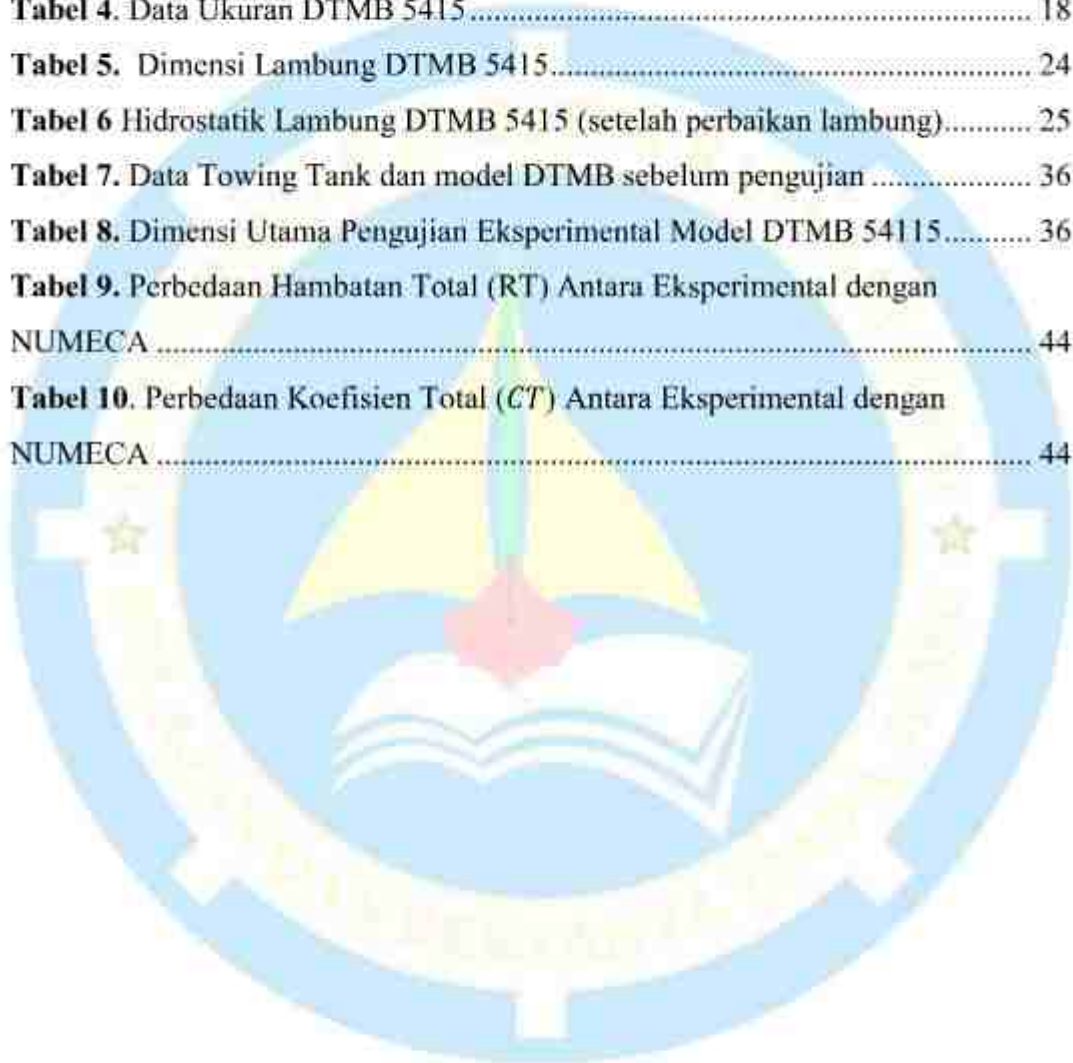 Tabel 4. Data Ukuran DTMB 5415 ........ 18
Tabel 5. Dimensi Lambung DTMB 5415........ 24
Tabel 6 Hidrostatik Lambung DTMB 5415 (setelah perbaikan lambung)........ 25
Tabel 7. Data Towing Tank dan model DTMB sebelum pengujian ........ 36
Tabel 8. Dimensi Utama Pengujian Eksperimental Model DTMB 54115........ 36
Tabel 9. Perbedaan Hambatan Total (RT) Antara Eksperimental dengan
NUMECA ........ 44
Tabel 10. Perbedaan Koefisien Total (CT) Antara Eksperimental dengan
NUMECA ........ 44